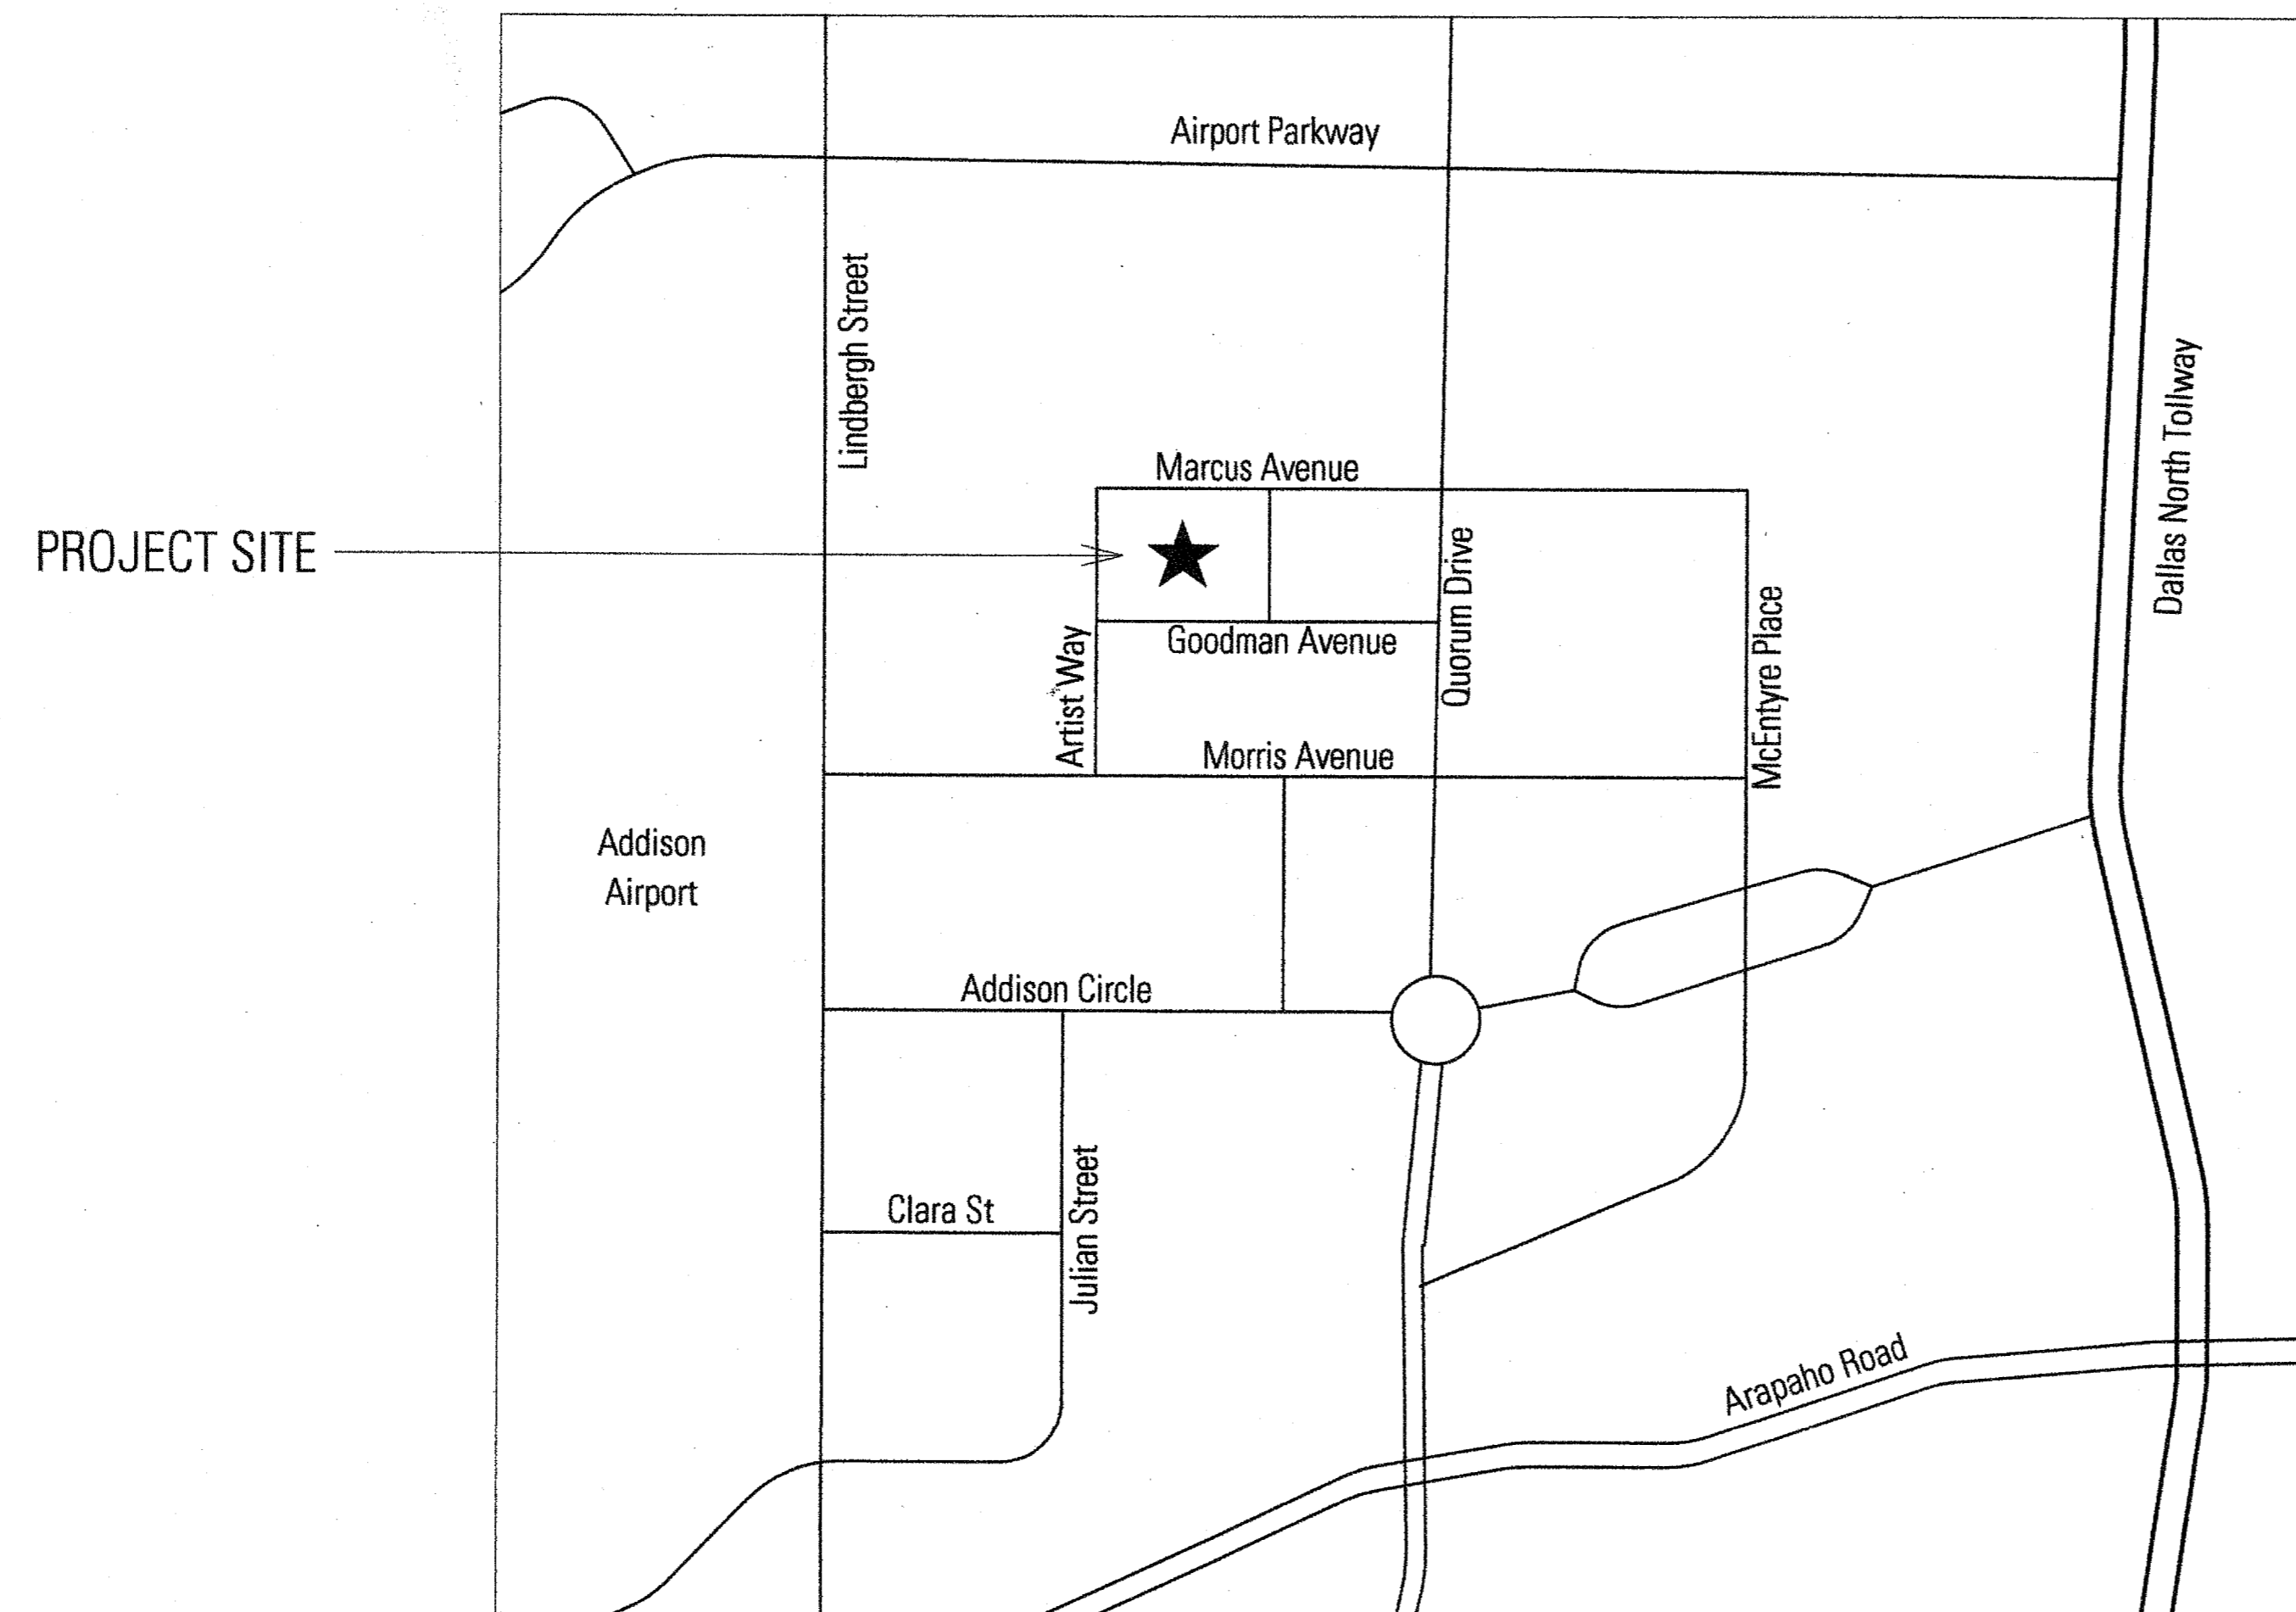 Airport Parkway
Lindbergh Street
Dallas North Tollway
Marcus Avenue
PROJECT SITE
Quorum Drive
Goodman Avenue
McEntyre Place
Artist Way
Morris Avenue
Addison
Airport
Addison Circle
Clara St
Julian Street
Arapaho Road